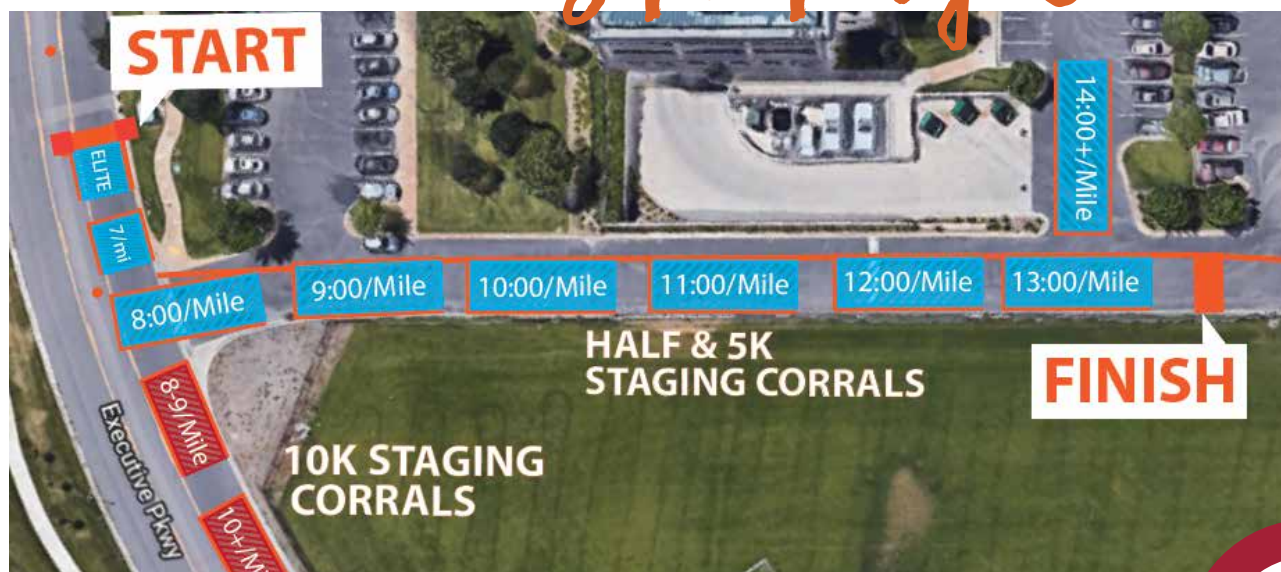 START
ELITE
7/mi
8:00/Mile
9:00/Mile
10:00/Mile
11:00/Mile
12:00/Mile
13:00/Mile
14:00+/Mile
HALF & 5K
STAGING CORRALS
FINISH
8-9/Mile
10K STAGING
CORRALS
Executive Pkwy
10+/Mi